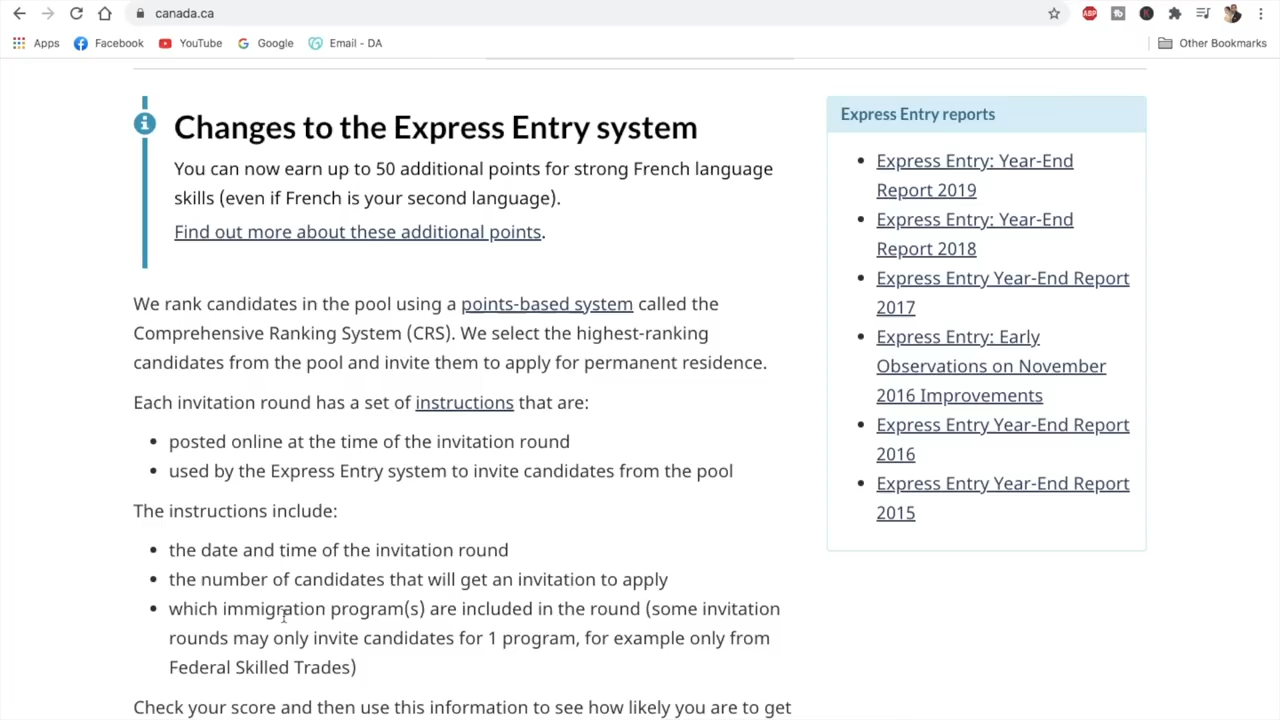 canada.ca
Apps Facebook YouTube Google Email - DA Other Bookmarks
Changes to the Express Entry system
You can now earn up to 50 additional points for strong French language
skills (even if French is your second language).
Find out more about these additional points.
We rank candidates in the pool using a points-based system called the
Comprehensive Ranking System (CRS). We select the highest-ranking
candidates from the pool and invite them to apply for permanent residence.
Each invitation round has a set of instructions that are:
• posted online at the time of the invitation round
• used by the Express Entry system to invite candidates from the pool
The instructions include:
• the date and time of the invitation round
• the number of candidates that will get an invitation to apply
• which immigration program(s) are included in the round (some invitation
rounds may only invite candidates for 1 program, for example only from
Federal Skilled Trades)
Check your score and then use this information to see how likely you are to get
Express Entry reports
• Express Entry: Year-End
Report 2019
• Express Entry: Year-End
Report 2018
• Express Entry Year-End Report
2017
• Express Entry: Early
Observations on November
2016 Improvements
• Express Entry Year-End Report
2016
• Express Entry Year-End Report
2015